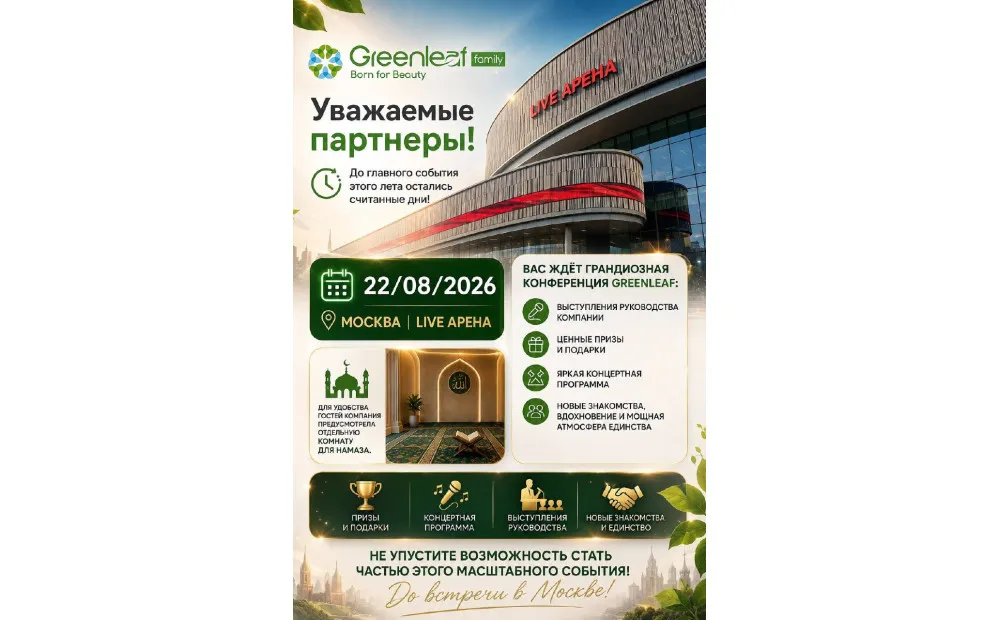 Greenleaf family
Born for Beauty
LIVE АРЕНА
Уважаемые
партнеры!
До главного события
этого лета остались
считанные дни!
22/08/2026
МОСКВА | LIVE АРЕНА
ВАС ЖДЁТ ГРАНДИОЗНАЯ
КОНФЕРЕНЦИЯ GREENLEAF:
ВЫСТУПЛЕНИЯ РУКОВОДСТВА
КОМПАНИИ
ЦЕННЫЕ ПРИЗЫ
И ПОДАРКИ
ЯРКАЯ КОНЦЕРТНАЯ
ПРОГРАММА
НОВЫЕ ЗНАКОМСТВА,
ВДОХНОВЕНИЕ И МОЩНАЯ
АТМОСФЕРА ЕДИНСТВА
ДЛЯ УДОБСТВА
ГОСТЕЙ КОМПАНИЯ
ПРЕДУСМОТРЕЛА
ОТДЕЛЬНУЮ
КОМНАТУ
ДЛЯ НАМАЗА.
الله
ПРИЗЫ
И ПОДАРКИ
КОНЦЕРТНАЯ
ПРОГРАММА
ВЫСТУПЛЕНИЯ
РУКОВОДСТВА
НОВЫЕ ЗНАКОМСТВА
И ЕДИНСТВО
НЕ УПУСТИТЕ ВОЗМОЖНОСТЬ СТАТЬ
ЧАСТЬЮ ЭТОГО МАСШТАБНОГО СОБЫТИЯ!
До встречи в Москве!